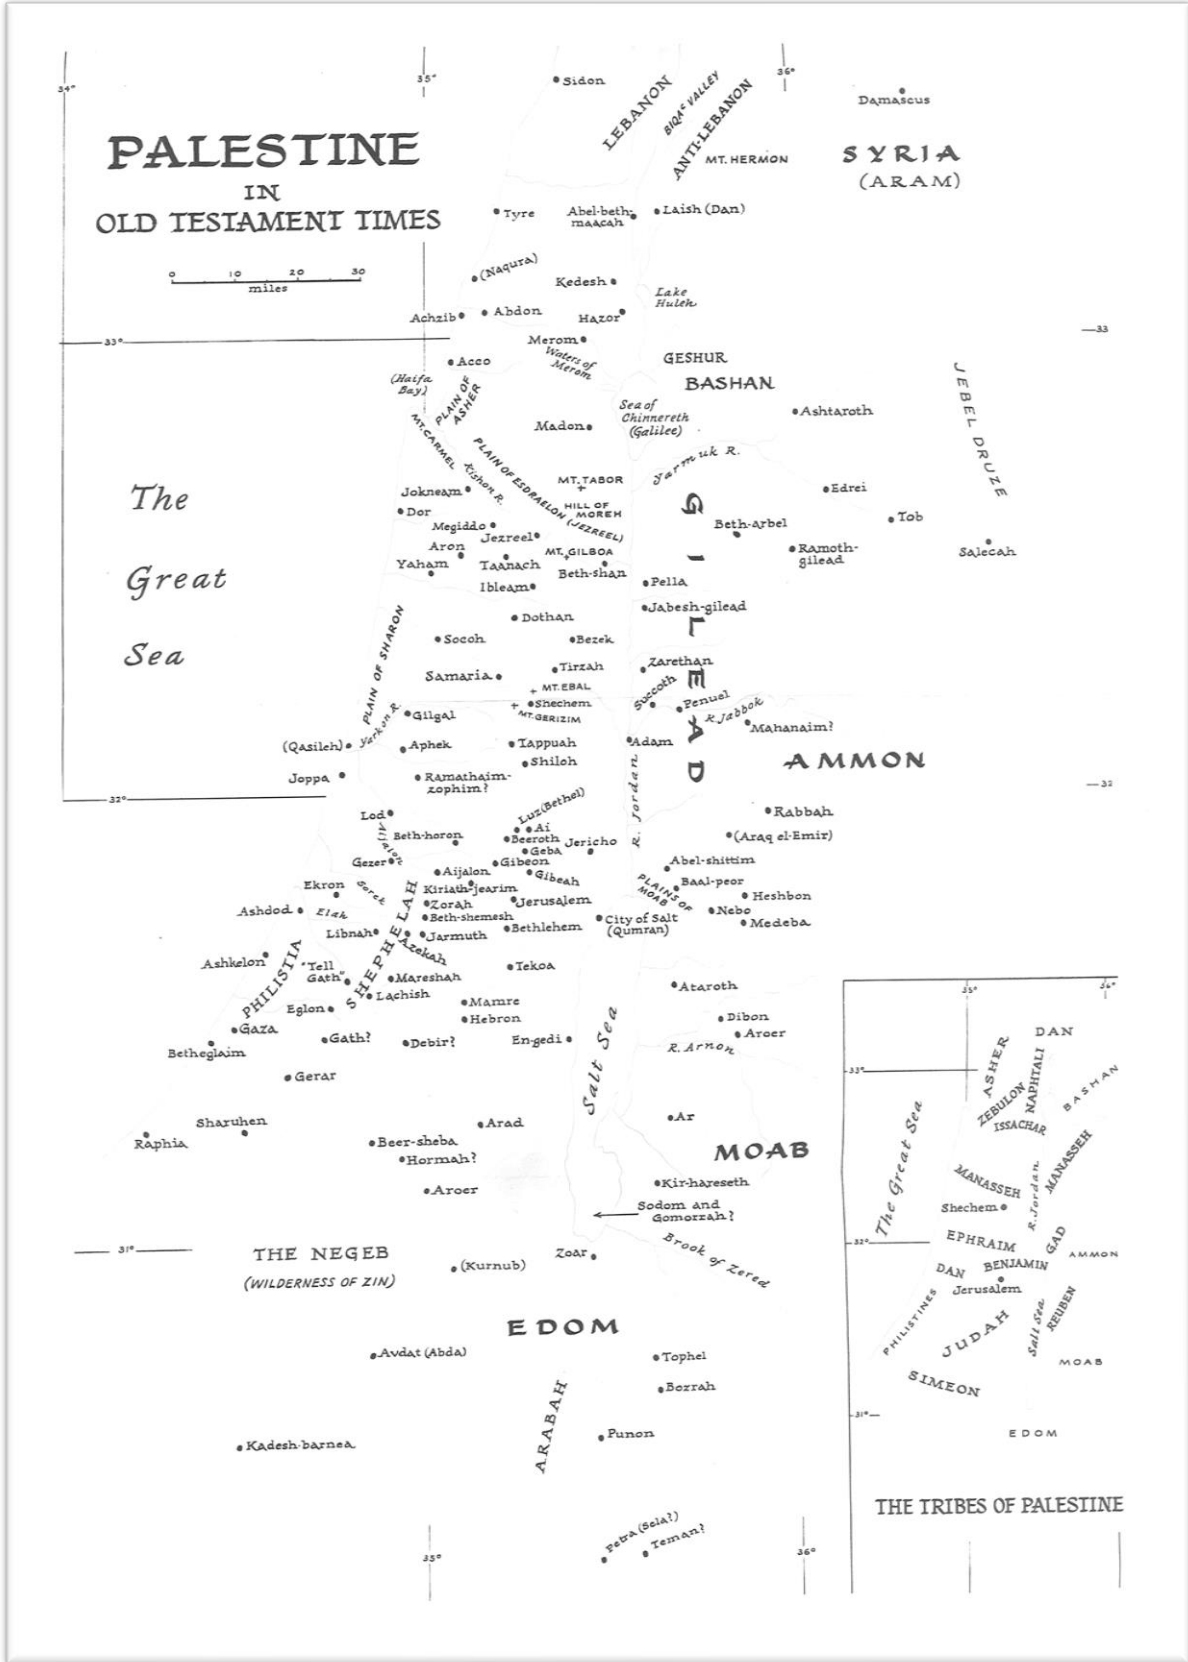 34°
35°
36°
Sidon
LEBANON
BIQAʿ VALLEY
ANTI-LEBANON
Damascus
PALESTINE
IN
OLD TESTAMENT TIMES
MT. HERMON
SYRIA
(ARAM)
Tyre
Abel-beth-
maacah
Laish (Dan)
0 10 20 30
miles
(Naqura)
Kedesh
Lake
Huleh
Achzib
Abdon
Hazor
33°
33
Merom
Waters of
Merom
Acco
GESHUR
BASHAN
(Haifa
Bay)
PLAIN OF
ASHER
Sea of
Chinnereth
(Galilee)
Ashtaroth
JEBEL DRUZE
MT. CARMEL
Madon
Kishon R.
PLAIN OF ESDRAELON (JEZREEL)
Yarmuk R.
The
Great
Sea
MT. TABOR
Jokneam
HILL OF
MOREH
Edrei
Dor
Megiddo
Jezreel
Beth-arbel
Tob
Aron
Taanach
MT. GILBOA
Ramoth-
gilead
Salecah
Yaham
Beth-shan
Ibleam
Pella
GILEAD
Jabesh-gilead
Dothan
PLAIN OF SHARON
Socoh
Bezek
Samaria
Tirzah
Zarethan
MT. EBAL
Succoth
Shechem
Penuel
MT. GERIZIM
R. Jabbok
Gilgal
Mahanaim?
Yarkon R.
(Qasileh)
Aphek
Tappuah
Adam
Shiloh
AMMON
Joppa
Ramathaim-
zophim?
R. Jordan
32°
32
Lod
Luz (Bethel)
Rabbah
Ai
Beth-horon
Beeroth
Jericho
(Araq el-Emir)
Geba
Gezer
Gibeon
Abel-shittim
Aijalon
Gibeah
Ekron
Sorek
Kiriath-jearim
PLAINS OF
MOAB
Baal-peor
Zorah
Jerusalem
Heshbon
Ashdod
Elah
Beth-shemesh
City of Salt
(Qumran)
Nebo
Medeba
Libnah
Jarmuth
Bethlehem
Azekah
SHEPHELAH
PHILISTIA
Ashkelon
"Tell
Gath"
Mareshah
Tekoa
Lachish
Ataroth
Eglon
Mamre
Hebron
Dibon
Gaza
Gath?
Debir?
En-gedi
Aroer
Betheglaim
R. Arnon
Salt Sea
Gerar
Sharuhen
Arad
Ar
Raphia
Beer-sheba
Hormah?
MOAB
Aroer
Kir-hareseth
Sodom and
Gomorrah?
31°
THE NEGEB
(WILDERNESS OF ZIN)
(Kurnub)
Zoar
Brook of Zered
EDOM
Avdat (Abda)
Tophel
Bozrah
ARABAH
Punon
Kadesh-barnea
Petra (Sela?)
Teman?
35°
36°
35°
36°
DAN
ASHER
NAPHTALI
33°
ZEBULON
BASHAN
ISSACHAR
The Great Sea
MANASSEH
MANASSEH
R. Jordan
Shechem
32°
EPHRAIM
GAD
AMMON
DAN
BENJAMIN
Jerusalem
PHILISTINES
JUDAH
Salt Sea
REUBEN
MOAB
SIMEON
31°
EDOM
THE TRIBES OF PALESTINE